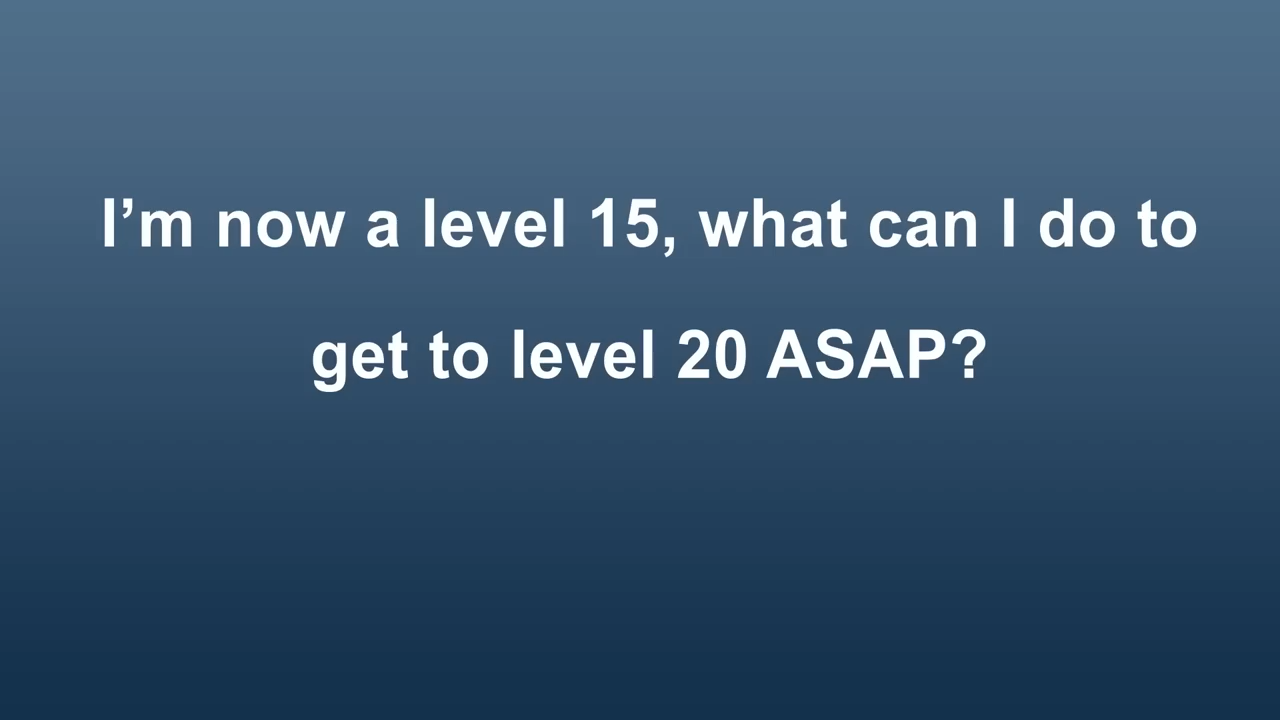 I’m now a level 15, what can I do to
get to level 20 ASAP?